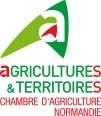 AGRICULTURES
& TERRITOIRES
CHAMBRE D'AGRICULTURE
NORMANDIE